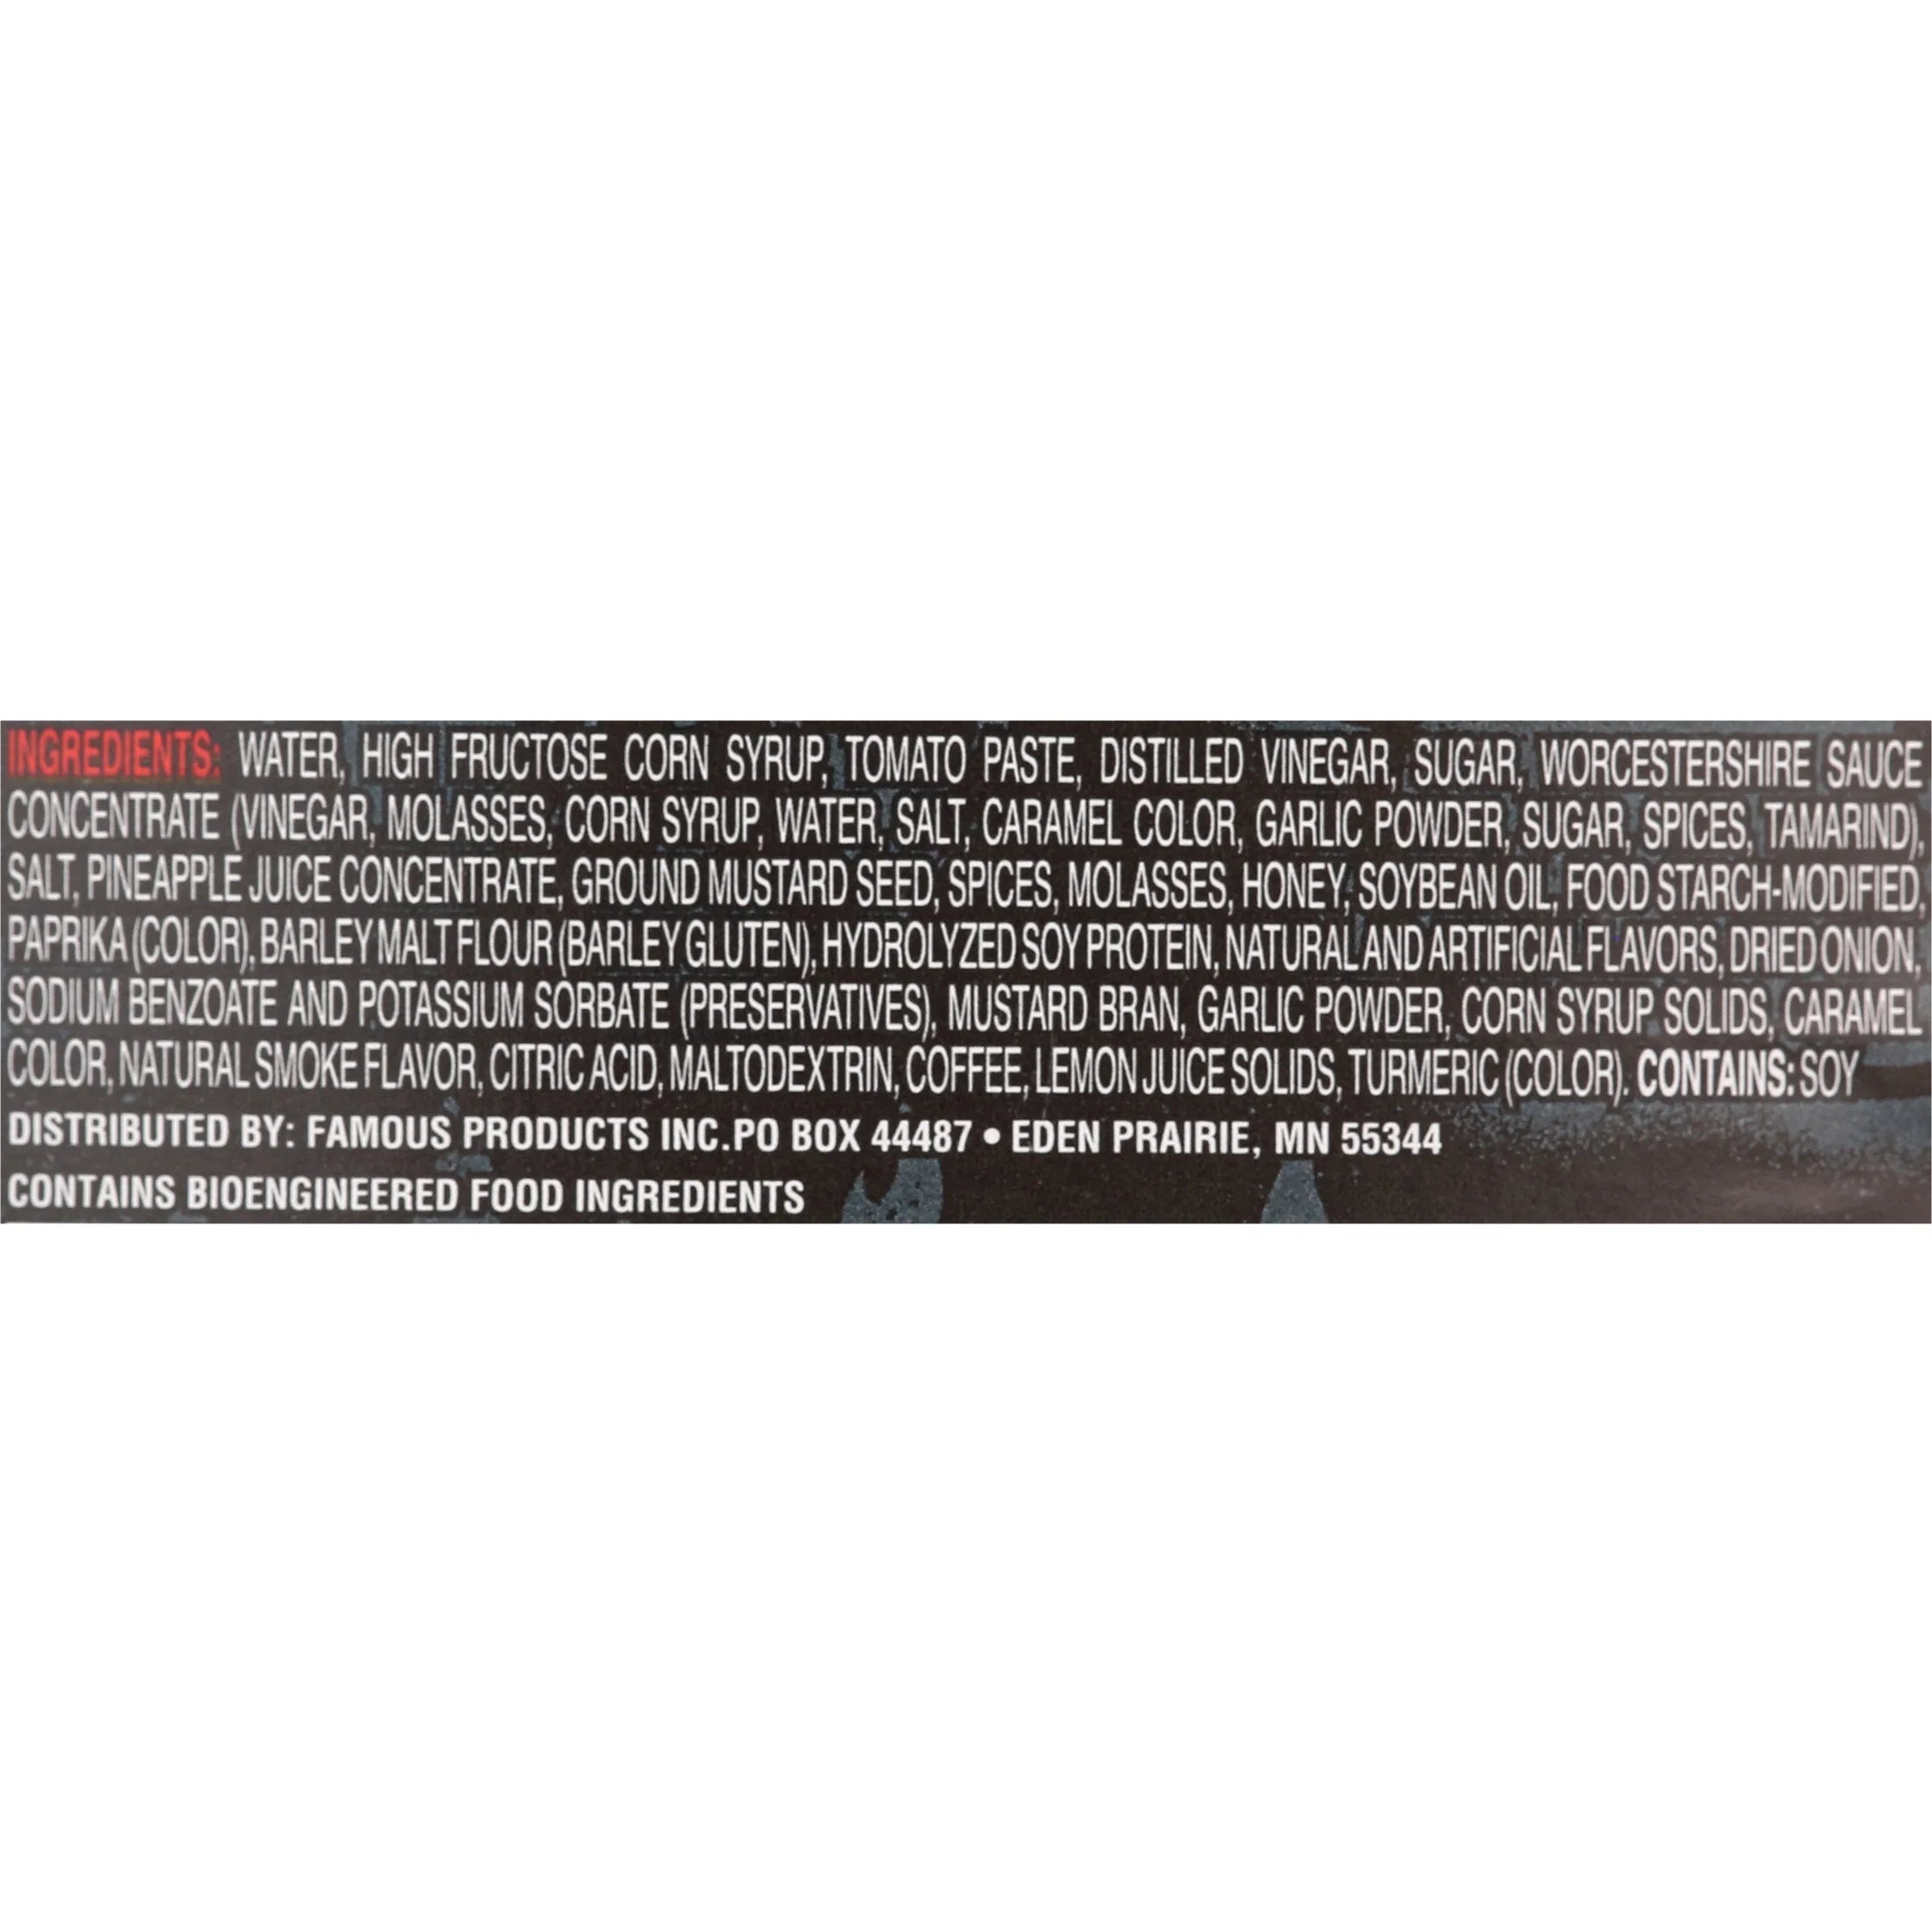 INGREDIENTS: WATER, HIGH FRUCTOSE CORN SYRUP, TOMATO PASTE, DISTILLED VINEGAR, SUGAR, WORCESTERSHIRE SAUCE
CONCENTRATE (VINEGAR, MOLASSES, CORN SYRUP, WATER, SALT, CARAMEL COLOR, GARLIC POWDER, SUGAR, SPICES, TAMARIND),
SALT, PINEAPPLE JUICE CONCENTRATE, GROUND MUSTARD SEED, SPICES, MOLASSES, HONEY, SOYBEAN OIL, FOOD STARCH-MODIFIED,
PAPRIKA (COLOR), BARLEY MALT FLOUR (BARLEY GLUTEN), HYDROLYZED SOY PROTEIN, NATURAL AND ARTIFICIAL FLAVORS, DRIED ONION,
SODIUM BENZOATE AND POTASSIUM SORBATE (PRESERVATIVES), MUSTARD BRAN, GARLIC POWDER, CORN SYRUP SOLIDS, CARAMEL
COLOR, NATURAL SMOKE FLAVOR, CITRIC ACID, MALTODEXTRIN, COFFEE, LEMON JUICE SOLIDS, TURMERIC (COLOR). CONTAINS: SOY
DISTRIBUTED BY: FAMOUS PRODUCTS INC.PO BOX 44487 • EDEN PRAIRIE, MN 55344
CONTAINS BIOENGINEERED FOOD INGREDIENTS